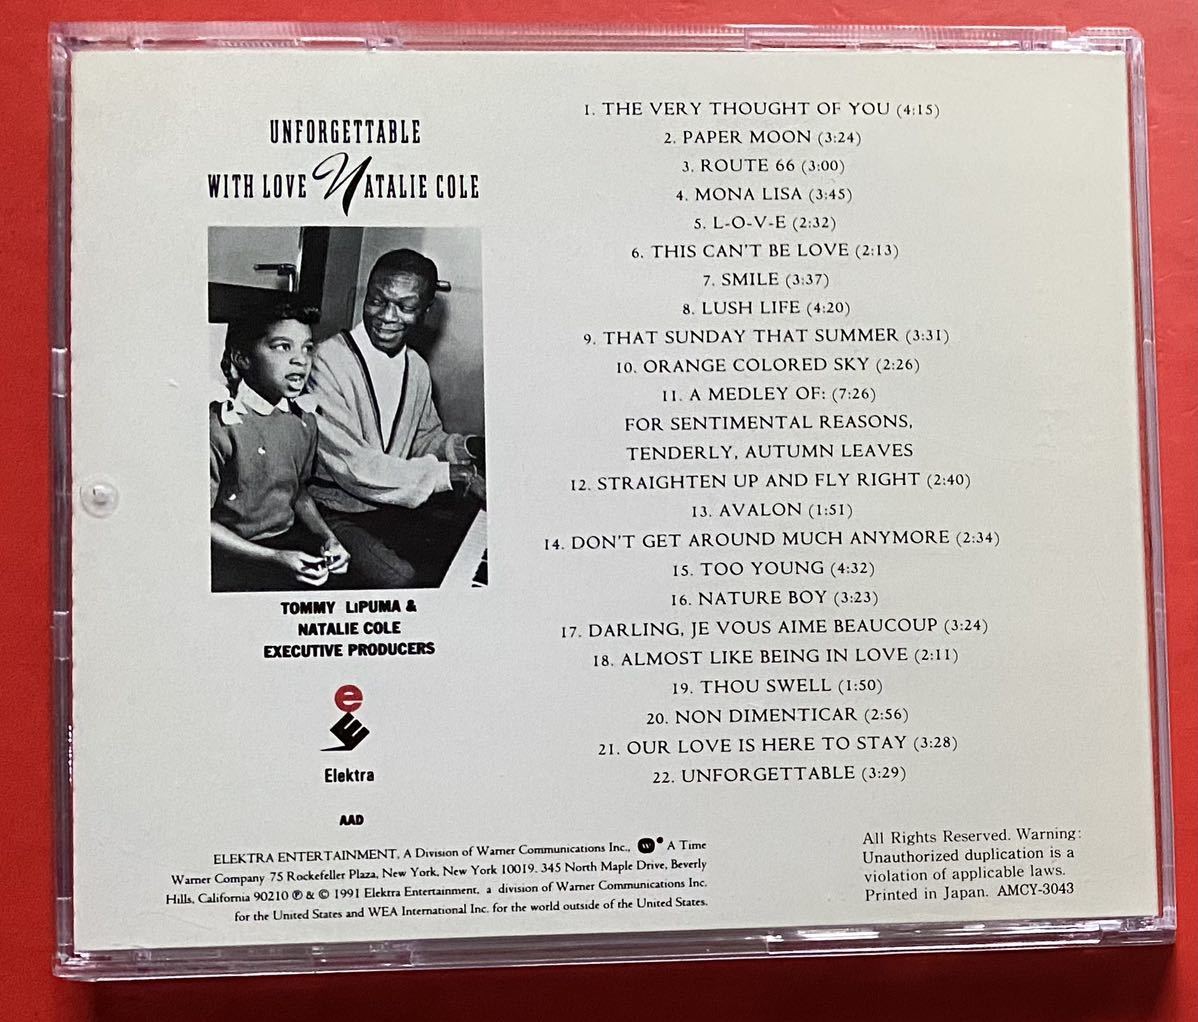 UNFORGETTABLE
WITH LOVE NATALIE COLE
TOMMY LiPUMA &
NATALIE COLE
EXECUTIVE PRODUCERS
e
E
Elektra
AAD
1. THE VERY THOUGHT OF YOU (4:15)
2. PAPER MOON (3:24)
3. ROUTE 66 (3:00)
4. MONA LISA (3:45)
5. L-O-V-E (2:32)
6. THIS CAN'T BE LOVE (2:13)
7. SMILE (3:37)
8. LUSH LIFE (4:20)
9. THAT SUNDAY THAT SUMMER (3:31)
10. ORANGE COLORED SKY (2:26)
11. A MEDLEY OF: (7:26)
FOR SENTIMENTAL REASONS,
TENDERLY, AUTUMN LEAVES
12. STRAIGHTEN UP AND FLY RIGHT (2:40)
13. AVALON (1:51)
14. DON'T GET AROUND MUCH ANYMORE (2:34)
15. TOO YOUNG (4:32)
16. NATURE BOY (3:23)
17. DARLING, JE VOUS AIME BEAUCOUP (3:24)
18. ALMOST LIKE BEING IN LOVE (2:11)
19. THOU SWELL (1:50)
20. NON DIMENTICAR (2:56)
21. OUR LOVE IS HERE TO STAY (3:28)
22. UNFORGETTABLE (3:29)
ELEKTRA ENTERTAINMENT, A Division of Warner Communications Inc., A Time
Warner Company 75 Rockefeller Plaza, New York, New York 10019. 345 North Maple Drive, Beverly
Hills, California 90210 ℗ & © 1991 Elektra Entertainment, a division of Warner Communications Inc.
for the United States and WEA International Inc. for the world outside of the United States.
All Rights Reserved. Warning:
Unauthorized duplication is a
violation of applicable laws.
Printed in Japan. AMCY-3043